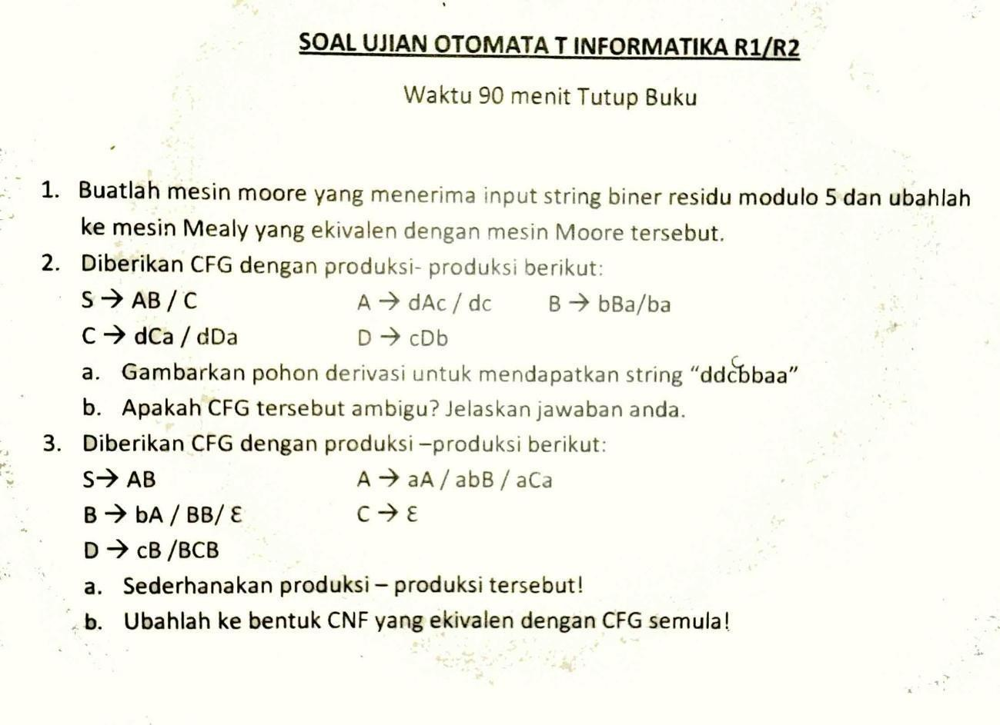 SOAL UJIAN OTOMATA T INFORMATIKA R1/R2
Waktu 90 menit Tutup Buku
1. Buatlah mesin moore yang menerima input string biner residu modulo 5 dan ubahlah
ke mesin Mealy yang ekivalen dengan mesin Moore tersebut.
2. Diberikan CFG dengan produksi- produksi berikut:
S → AB / C A → dAc / dc B → bBa/ba
C → dCa / dDa D → cDb
a. Gambarkan pohon derivasi untuk mendapatkan string “ddcbbaa”
c
b. Apakah CFG tersebut ambigu? Jelaskan jawaban anda.
3. Diberikan CFG dengan produksi –produksi berikut:
S→ AB A → aA / abB / aCa
B → bA / BB/ Ɛ C → Ɛ
D → cB /BCB
a. Sederhanakan produksi – produksi tersebut!
b. Ubahlah ke bentuk CNF yang ekivalen dengan CFG semula!